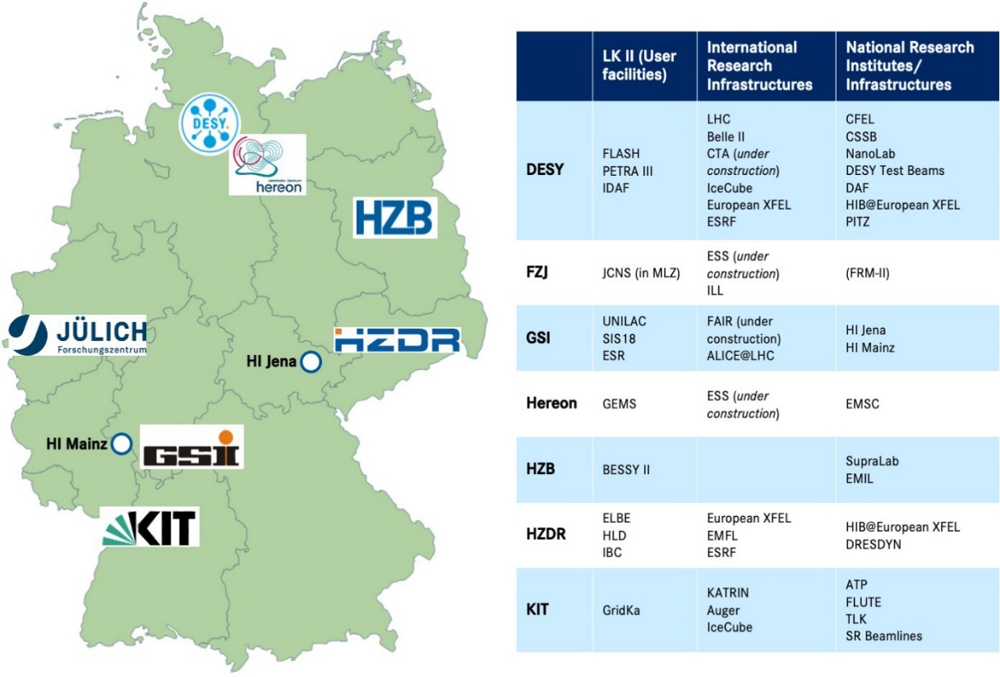 DESY.
Helmholtz-Zentrum
hereon
HZB
JÜLICH
Forschungszentrum
HZDR
HI Jena
HI Mainz
GSI
KIT
LK II (User
facilities)
International
Research
Infrastructures
National Research
Institutes/
Infrastructures
DESY
FLASH
PETRA III
IDAF
LHC
Belle II
CTA (under
construction)
IceCube
European XFEL
ESRF
CFEL
CSSB
NanoLab
DESY Test Beams
DAF
HIB@European XFEL
PITZ
FZJ
JCNS (in MLZ)
ESS (under
construction)
ILL
(FRM-II)
GSI
UNILAC
SIS18
ESR
FAIR (under
construction)
ALICE@LHC
HI Jena
HI Mainz
Hereon
GEMS
ESS (under
construction)
EMSC
HZB
BESSY II
SupraLab
EMIL
HZDR
ELBE
HLD
IBC
European XFEL
EMFL
ESRF
HIB@European XFEL
DRESDYN
KIT
GridKa
KATRIN
Auger
IceCube
ATP
FLUTE
TLK
SR Beamlines